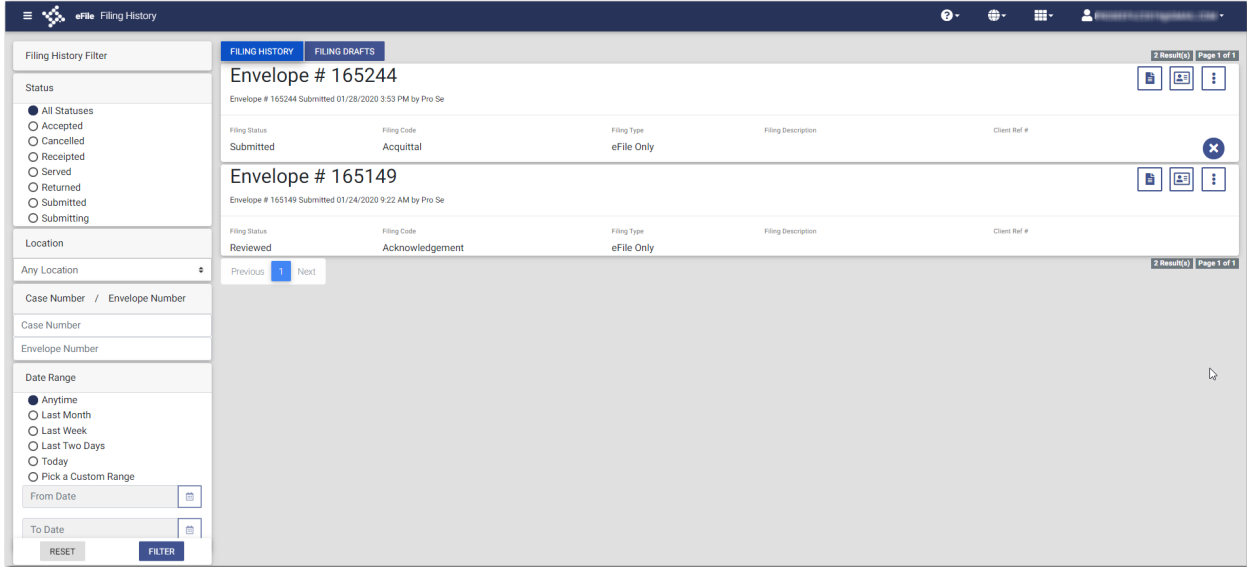 eFile Filing History
Filing History Filter
Status
All Statuses
Accepted
Cancelled
Receipted
Served
Returned
Submitted
Submitting
Location
Any Location
Case Number / Envelope Number
Case Number
Envelope Number
Date Range
Anytime
Last Month
Last Week
Last Two Days
Today
Pick a Custom Range
From Date
To Date
RESET FILTER
FILING HISTORY FILING DRAFTS
2 Result(s) Page 1 of 1
Envelope # 165244
Envelope # 165244 Submitted 01/28/2020 3:53 PM by Pro Se
Filing Status Filing Code Filing Type Filing Description Client Ref #
Submitted Acquittal eFile Only
Envelope # 165149
Envelope # 165149 Submitted 01/24/2020 9:22 AM by Pro Se
Filing Status Filing Code Filing Type Filing Description Client Ref #
Reviewed Acknowledgement eFile Only
Previous 1 Next
2 Result(s) Page 1 of 1